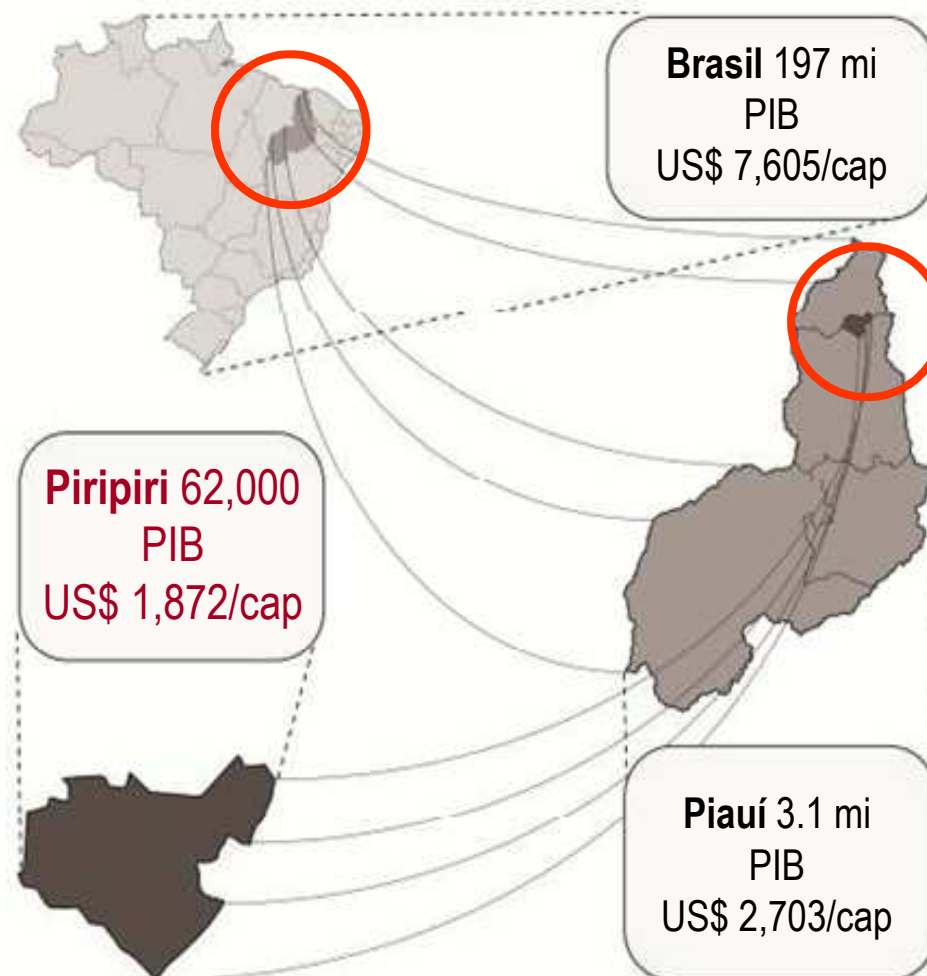 Brasil 197 mi
PIB
US$ 7,605/cap
Piripiri 62,000
PIB
US$ 1,872/cap
Piauí 3.1 mi
PIB
US$ 2,703/cap